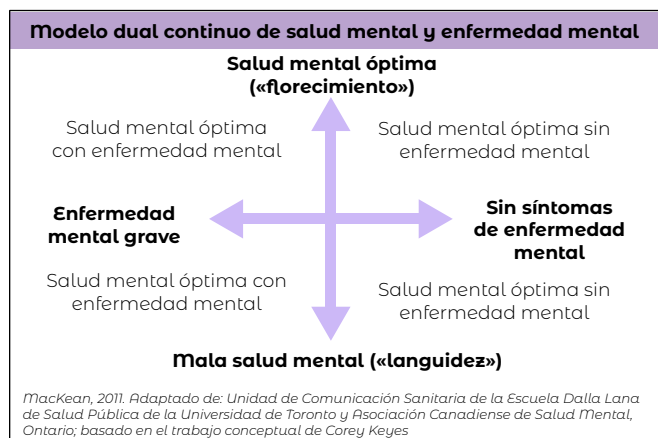 Modelo dual continuo de salud mental y enfermedad mental
Salud mental óptima
(«florecimiento»)
Salud mental óptima
con enfermedad mental
Salud mental óptima sin
enfermedad mental
Enfermedad
mental grave
Sin síntomas
de enfermedad
mental
Salud mental óptima con
enfermedad mental
Salud mental óptima sin
enfermedad mental
Mala salud mental («languidez»)
MacKean, 2011. Adaptado de: Unidad de Comunicación Sanitaria de la Escuela Dalla Lana
de Salud Pública de la Universidad de Toronto y Asociación Canadiense de Salud Mental,
Ontario; basado en el trabajo conceptual de Corey Keyes